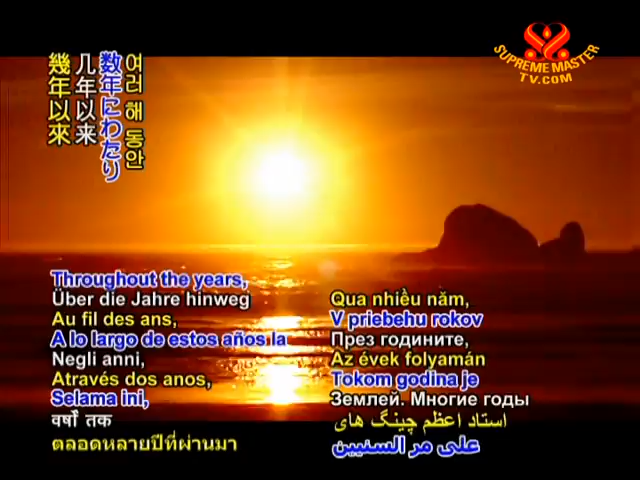 SUPREME MASTER
TV.COM
幾年以來
几年以来
数年にわたり
여러 해 동안
Throughout the years,
Über die Jahre hinweg
Au fil des ans,
A lo largo de estos años la
Negli anni,
Através dos anos,
Selama ini,
वर्षों तक
ตลอดหลายปีที่ผ่านมา
Qua nhiều năm,
V priebehu rokov
През годините,
Az évek folyamán
Tokom godina je
Землей. Многие годы
استاد اعظم چینگ های
على مر السنيين